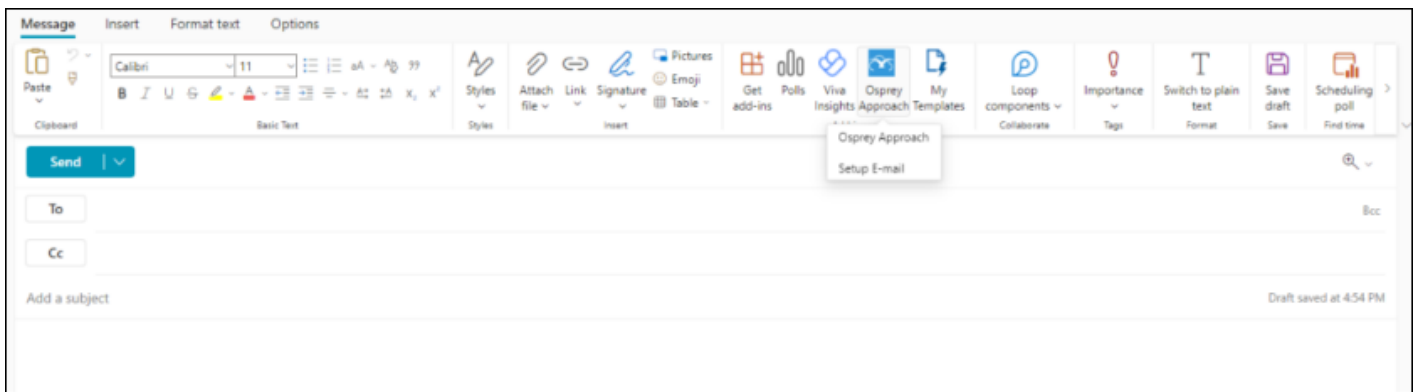 Message Insert Format text Options
Paste
Clipboard
Calibri 11
B I U
Basic Text
Styles
Styles
Attach file
Link
Signature
Pictures
Emoji
Table
Insert
Get add-ins
Polls
Viva Insights
Osprey Approach
My Templates
Loop components
Collaborate
Importance
Tags
Switch to plain text
Format
Save draft
Save
Scheduling poll
Find time
Osprey Approach
Setup E-mail
Send
To
Bcc
Cc
Add a subject
Draft saved at 4:54 PM